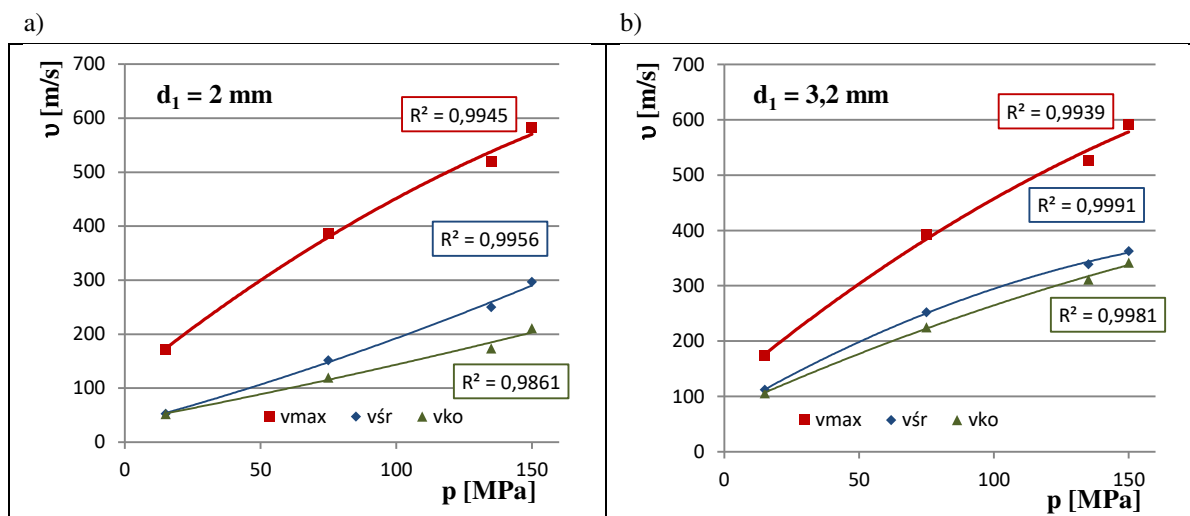 a)
υ [m/s]
700
600
500
400
300
200
100
0
d₁ = 2 mm
R² = 0,9945
R² = 0,9956
R² = 0,9861
vmax vśr vko
0 50 100 150
p [MPa]
b)
υ [m/s]
700
600
500
400
300
200
100
0
d₁ = 3,2 mm
R² = 0,9939
R² = 0,9991
R² = 0,9981
vmax vśr vko
0 50 100 150
p [MPa]